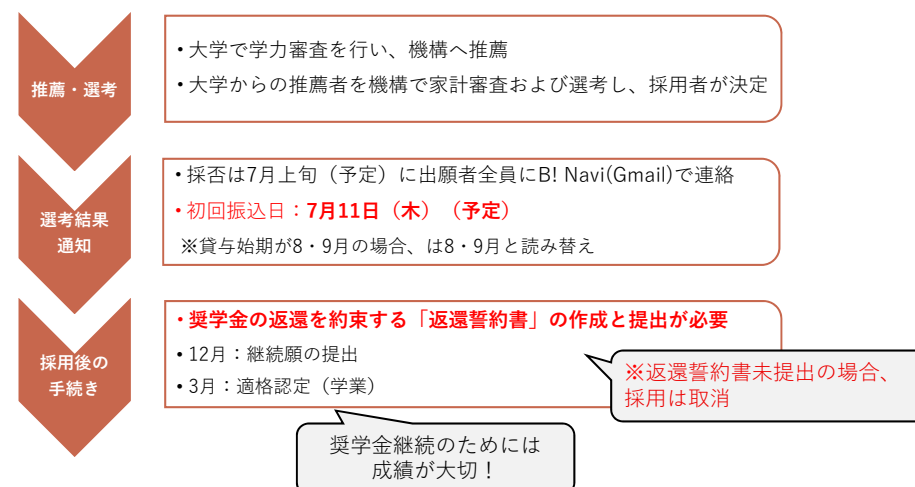 推薦・選考
・大学で学力審査を行い、機構へ推薦
・大学からの推薦者を機構で家計審査および選考し、採用者が決定
選考結果
通知
・採否は7月上旬（予定）に出願者全員にB! Navi(Gmail)で連絡
・初回振込日：7月11日（木）（予定）
※貸与始期が8・9月の場合、は8・9月と読み替え
採用後の
手続き
・奨学金の返還を約束する「返還誓約書」の作成と提出が必要
・12月：継続願の提出
・3月：適格認定（学業）
※返還誓約書未提出の場合、
採用は取消
奨学金継続のためには
成績が大切！